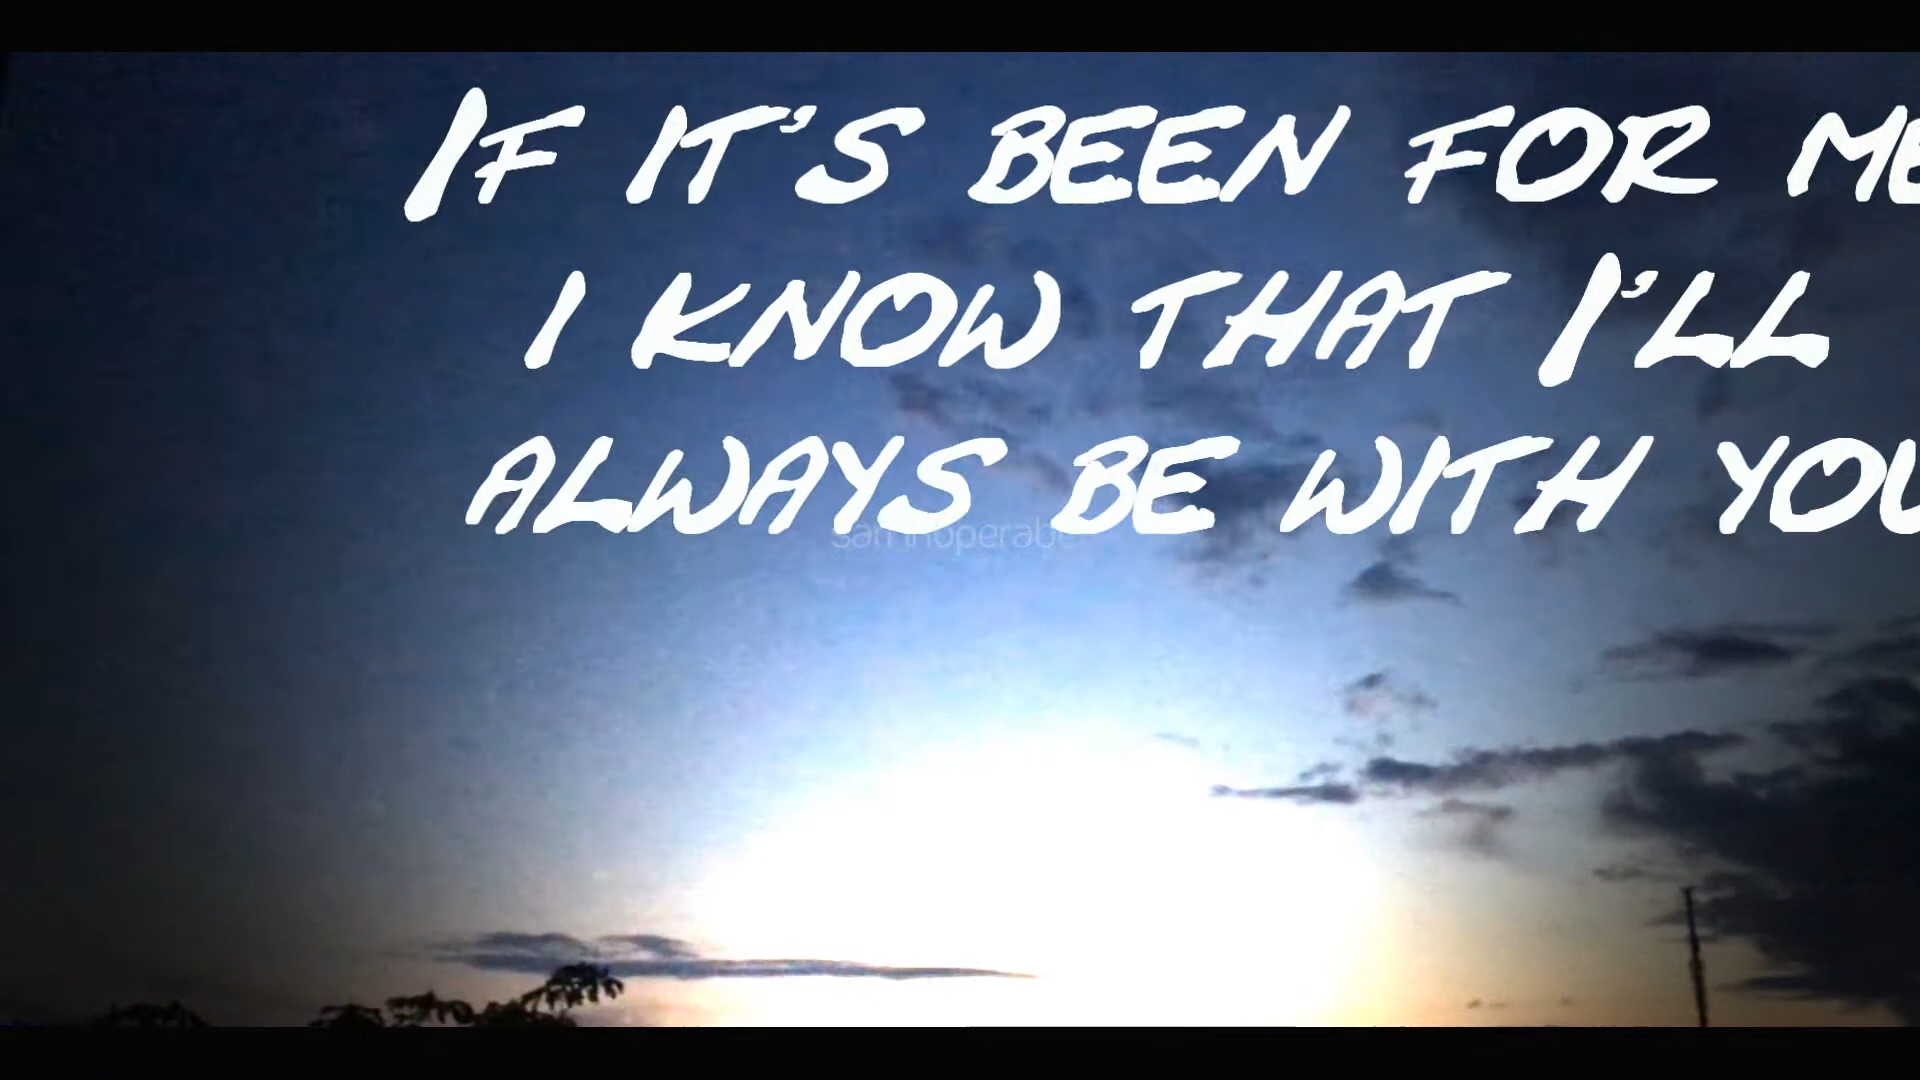 If it's been for me
I know that I'll
always be with you